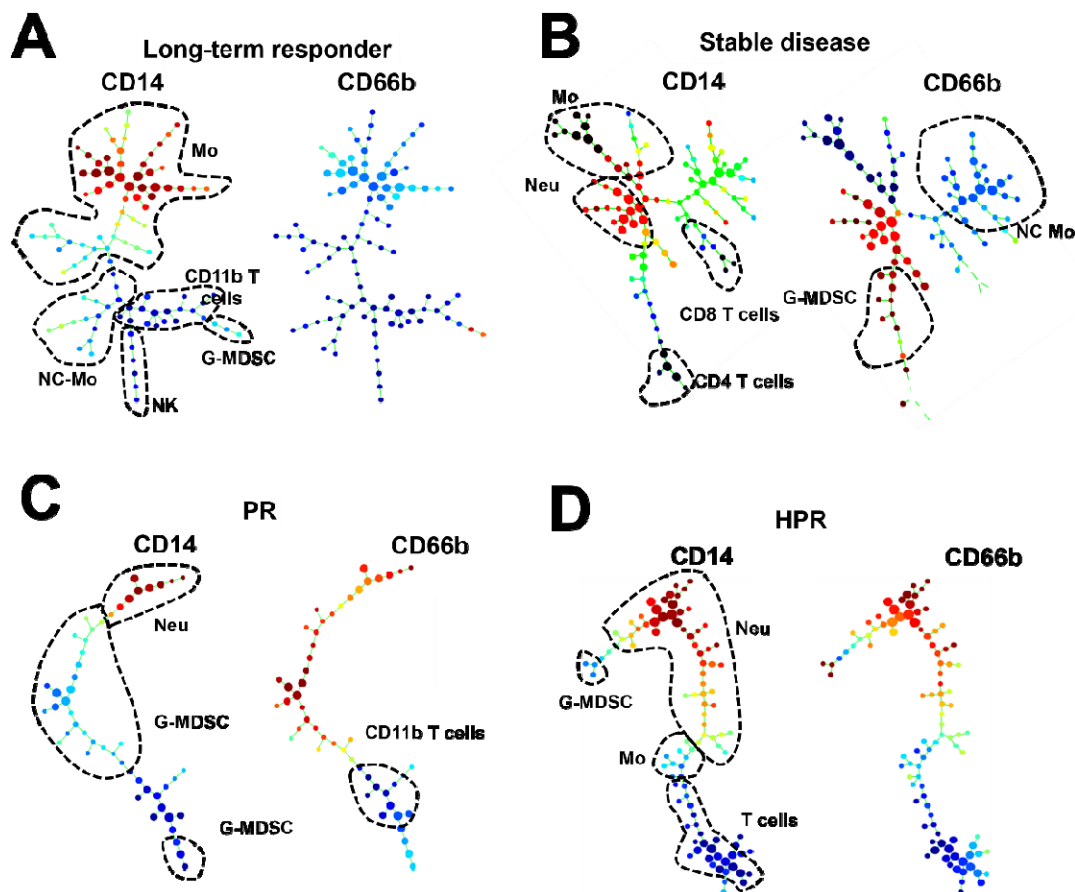 A
Long-term responder
CD14
CD66b
Mo
CD11b T
cells
G-MDSC
NC-Mo
NK
B
Stable disease
CD14
CD66b
Mo
Neu
NC Mo
G-MDSC
CD8 T cells
CD4 T cells
C
PR
CD14
CD66b
Neu
G-MDSC
CD11b T cells
G-MDSC
D
HPR
CD14
CD66b
Neu
G-MDSC
Mo
T cells